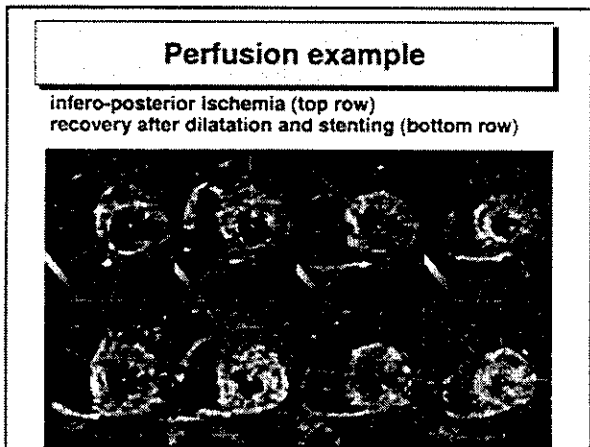 Perfusion example
infero-posterior ischemia (top row)
recovery after dilatation and stenting (bottom row)